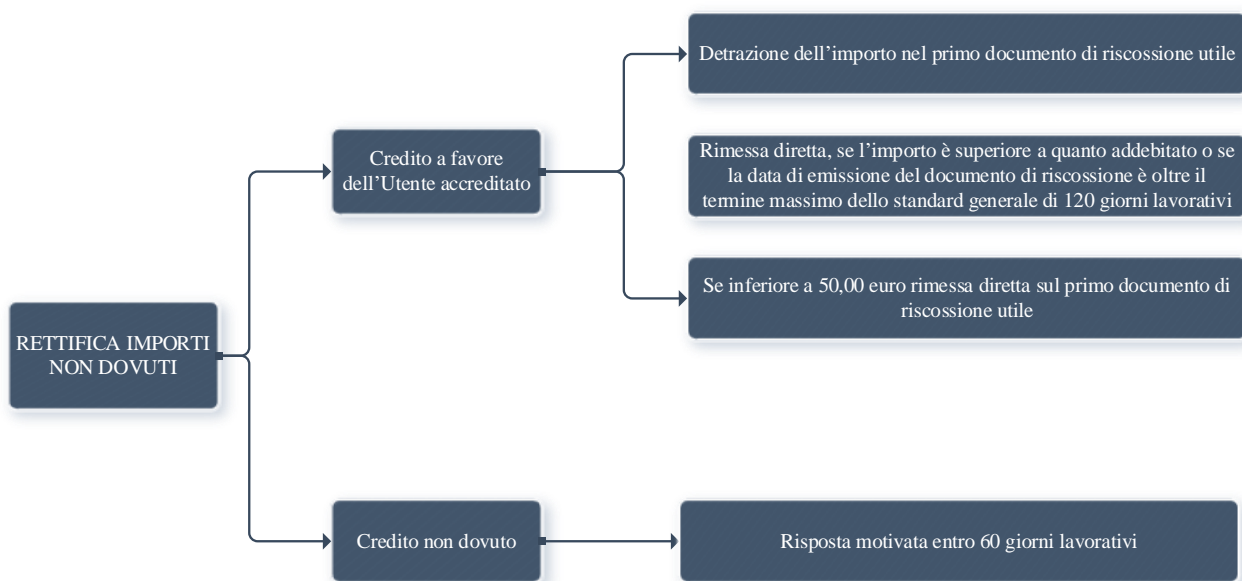 Detrazione dell'importo nel primo documento di riscossione utile
Credito a favore
dell'Utente accreditato
Rimessa diretta, se l'importo è superiore a quanto addebitato o se
la data di emissione del documento di riscossione è oltre il
termine massimo dello standard generale di 120 giorni lavorativi
Se inferiore a 50,00 euro rimessa diretta sul primo documento di
riscossione utile
RETTIFICA IMPORTI
NON DOVUTI
Credito non dovuto
Risposta motivata entro 60 giorni lavorativi